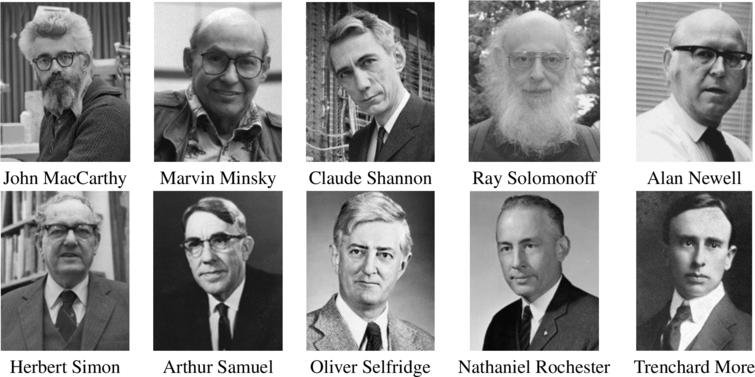 John MacCarthy Marvin Minsky Claude Shannon Ray Solomonoff Alan Newell
Herbert Simon Arthur Samuel Oliver Selfridge Nathaniel Rochester Trenchard More